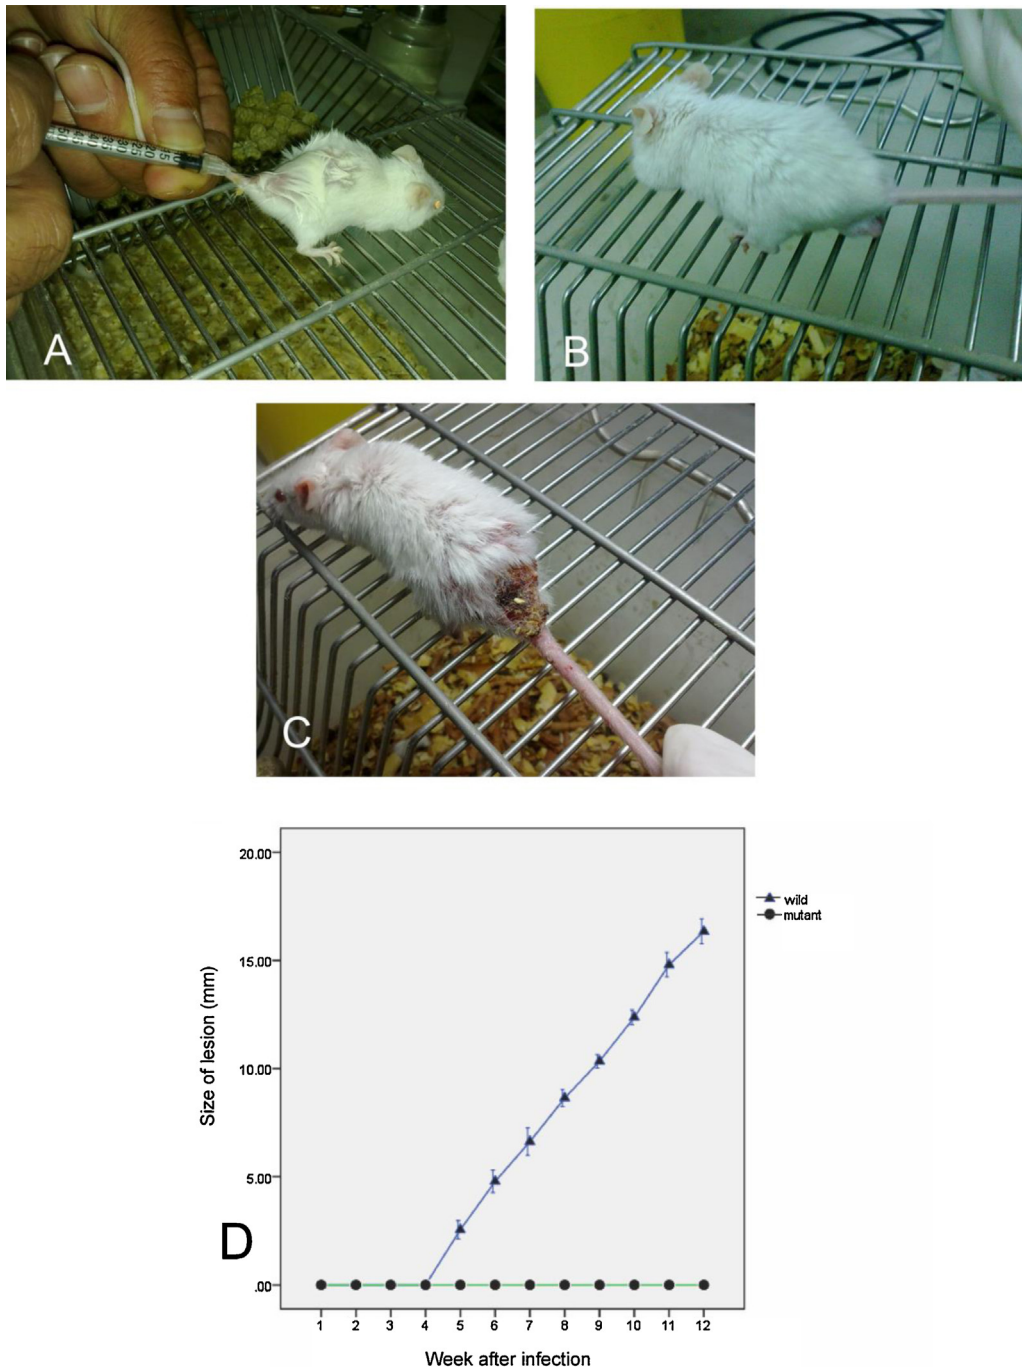 A
B
C
20.00
15.00
10.00
5.00
.00
Size of lesion (mm)
D
wild
mutant
1 2 3 4 5 6 7 8 9 10 11 12
Week after infection